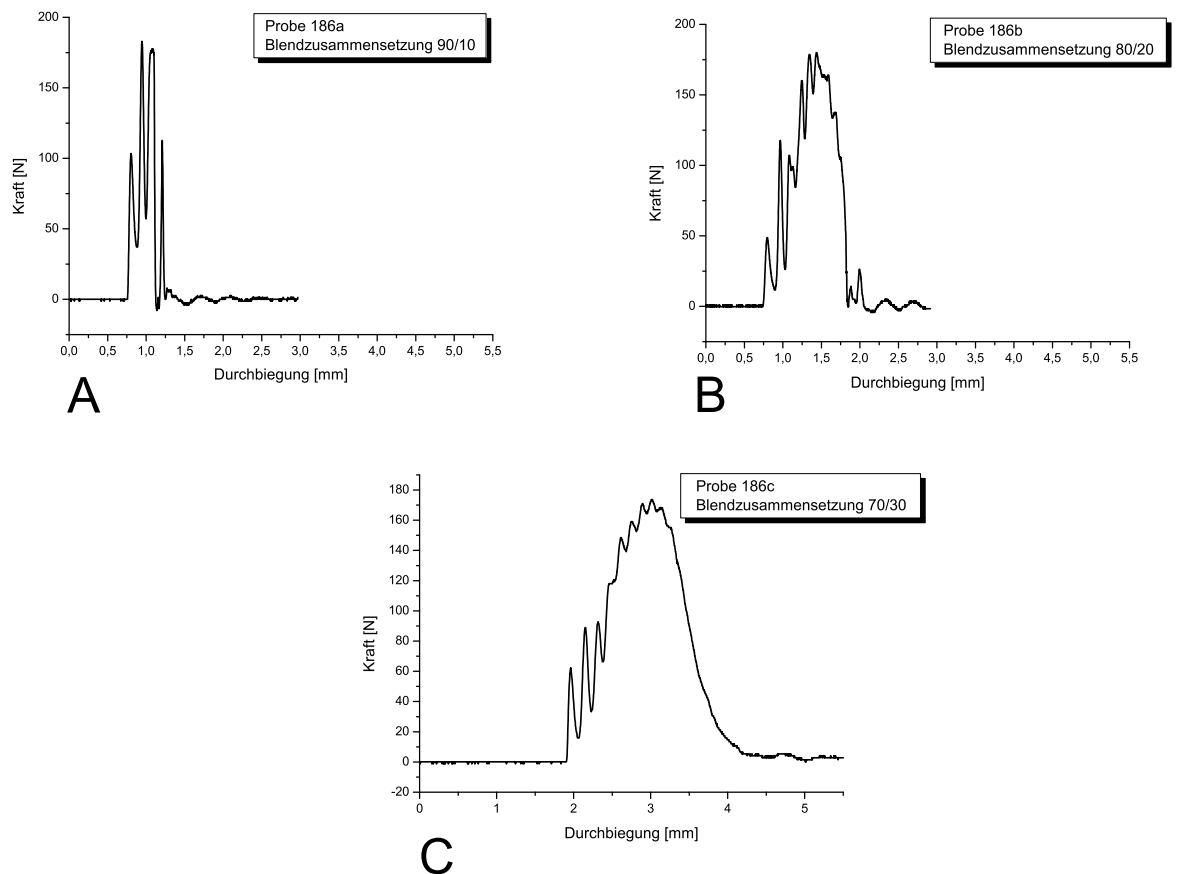 Probe 186a
Blendzusammensetzung 90/10
200
150
100
50
0
Kraft [N]
0,0 0,5 1,0 1,5 2,0 2,5 3,0 3,5 4,0 4,5 5,0 5,5
Durchbiegung [mm]
A
Probe 186b
Blendzusammensetzung 80/20
200
150
100
50
0
Kraft [N]
0,0 0,5 1,0 1,5 2,0 2,5 3,0 3,5 4,0 4,5 5,0 5,5
Durchbiegung [mm]
B
Probe 186c
Blendzusammensetzung 70/30
180
160
140
120
100
80
60
40
20
0
-20
Kraft [N]
0 1 2 3 4 5
Durchbiegung [mm]
C